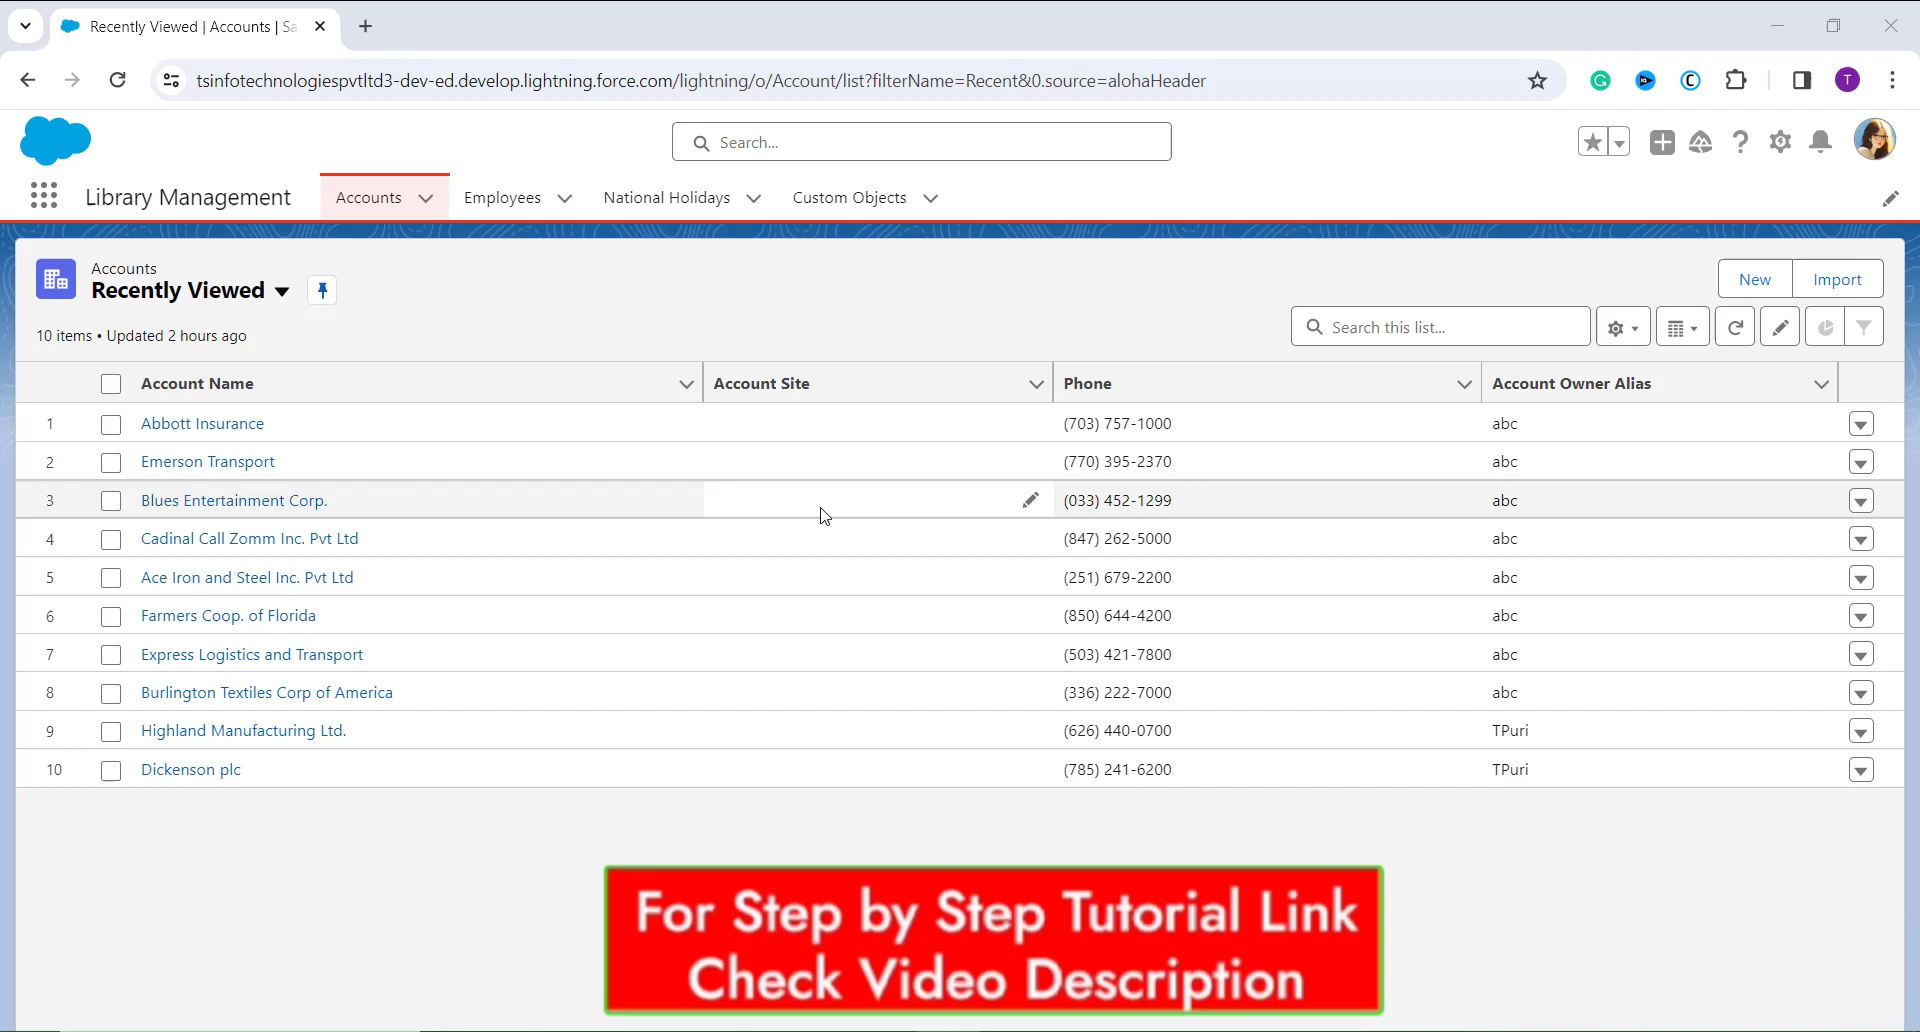 Recently Viewed | Accounts | Sa
tsinfotechnologiespvtltd3-dev-ed.develop.lightning.force.com/lightning/o/Account/list?filterName=Recent&0.source=alohaHeader
T
Search...
Library Management
Accounts
Employees
National Holidays
Custom Objects
Accounts
Recently Viewed
New
Import
10 items • Updated 2 hours ago
Search this list...
Account Name
Account Site
Phone
Account Owner Alias
1 Abbott Insurance (703) 757-1000 abc
2 Emerson Transport (770) 395-2370 abc
3 Blues Entertainment Corp. (033) 452-1299 abc
4 Cadinal Call Zomm Inc. Pvt Ltd (847) 262-5000 abc
5 Ace Iron and Steel Inc. Pvt Ltd (251) 679-2200 abc
6 Farmers Coop. of Florida (850) 644-4200 abc
7 Express Logistics and Transport (503) 421-7800 abc
8 Burlington Textiles Corp of America (336) 222-7000 abc
9 Highland Manufacturing Ltd. (626) 440-0700 TPuri
10 Dickenson plc (785) 241-6200 TPuri
For Step by Step Tutorial Link
Check Video Description